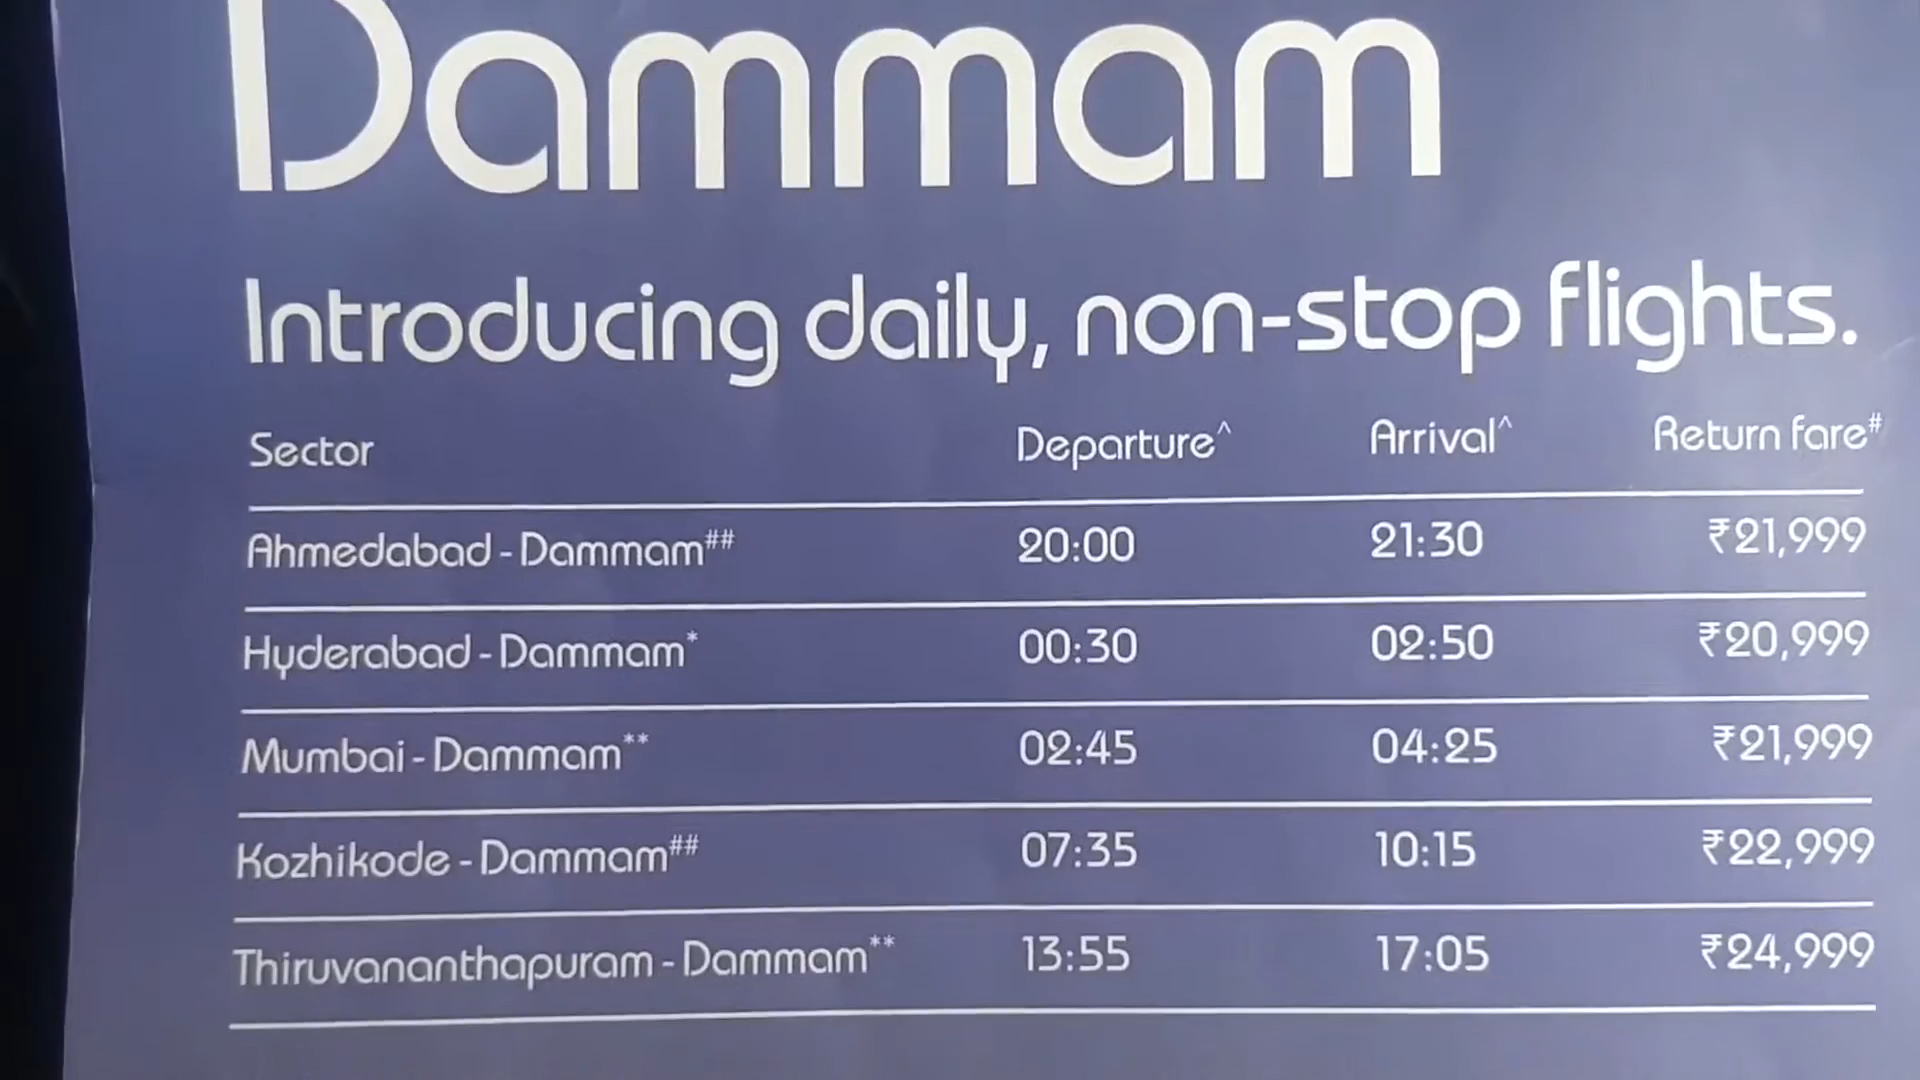 Dammam
Introducing daily, non-stop flights.
Sector Departure^ Arrival^ Return fare#
Ahmedabad - Dammam## 20:00 21:30 ₹21,999
Hyderabad - Dammam* 00:30 02:50 ₹20,999
Mumbai - Dammam** 02:45 04:25 ₹21,999
Kozhikode - Dammam## 07:35 10:15 ₹22,999
Thiruvananthapuram - Dammam** 13:55 17:05 ₹24,999